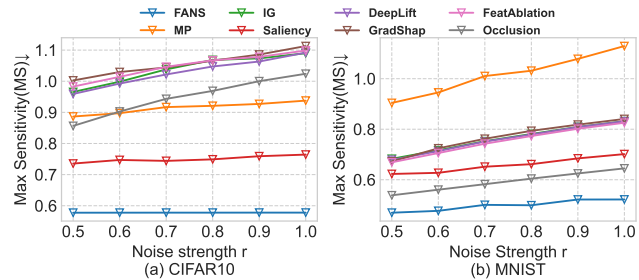 FANS IG DeepLift FeatAblation
MP Saliency GradShap Occlusion
Max Sensitivity(MS)↓
1.1
1.0
0.9
0.8
0.7
0.6
0.5 0.6 0.7 0.8 0.9 1.0
Noise strength r
(a) CIFAR10
Max Sensitivity(MS)↓
1.0
0.8
0.6
0.5 0.6 0.7 0.8 0.9 1.0
Noise Strength r
(b) MNIST